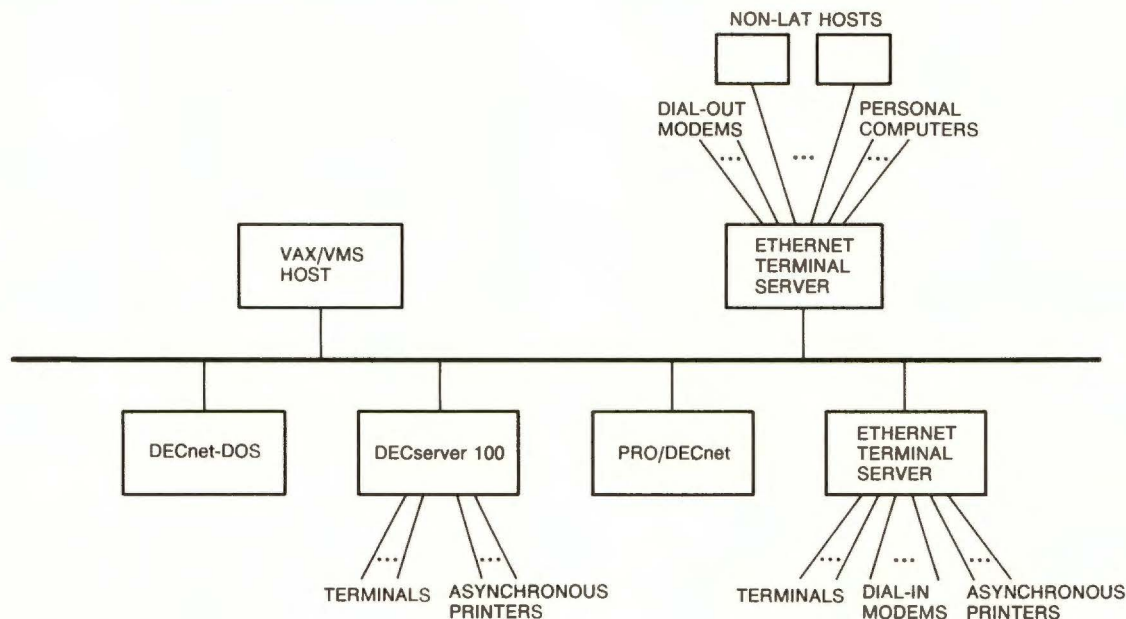 NON-LAT HOSTS
DIAL-OUT
MODEMS
PERSONAL
COMPUTERS
...
...
...
VAX/VMS
HOST
ETHERNET
TERMINAL
SERVER
DECnet-DOS
DECserver 100
PRO/DECnet
ETHERNET
TERMINAL
SERVER
...
...
...
...
...
TERMINALS
ASYNCHRONOUS
PRINTERS
TERMINALS
DIAL-IN
MODEMS
ASYNCHRONOUS
PRINTERS